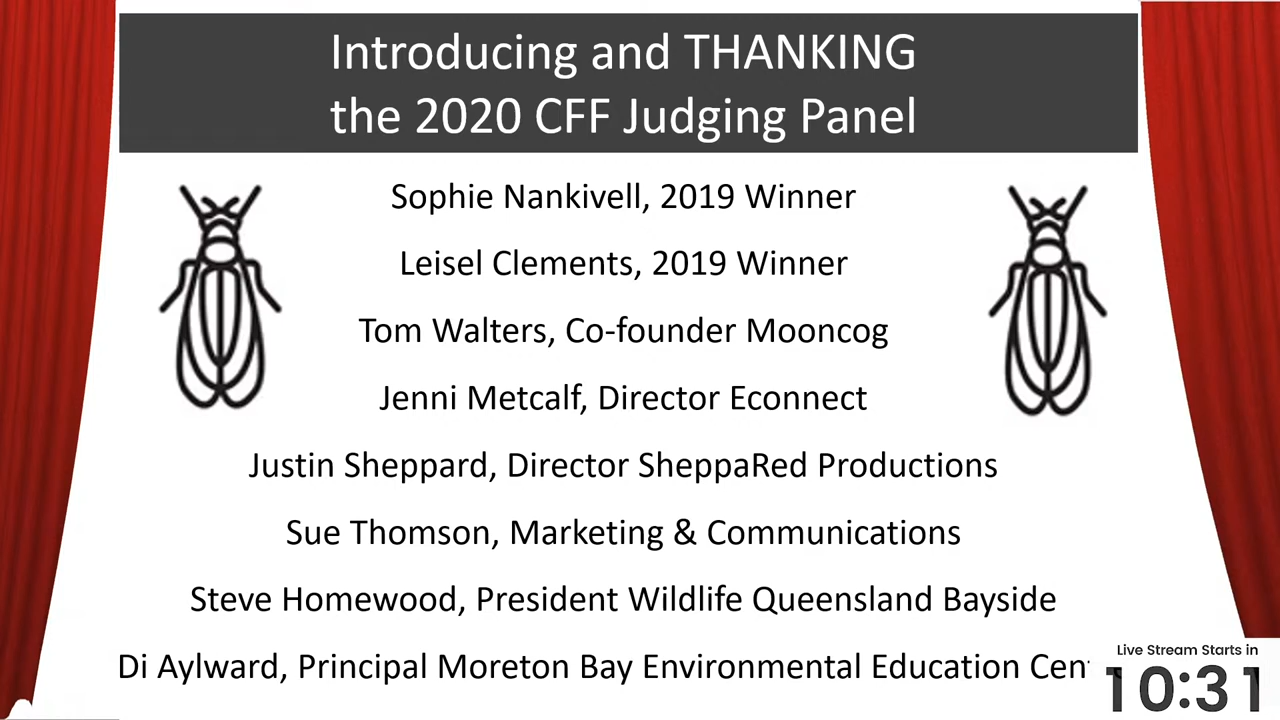 Introducing and THANKING
the 2020 CFF Judging Panel
Sophie Nankivell, 2019 Winner
Leisel Clements, 2019 Winner
Tom Walters, Co-founder Mooncog
Jenni Metcalf, Director Econnect
Justin Sheppard, Director SheppaRed Productions
Sue Thomson, Marketing & Communications
Steve Homewood, President Wildlife Queensland Bayside
Di Aylward, Principal Moreton Bay Environmental Education
Live Stream Starts in
10:31